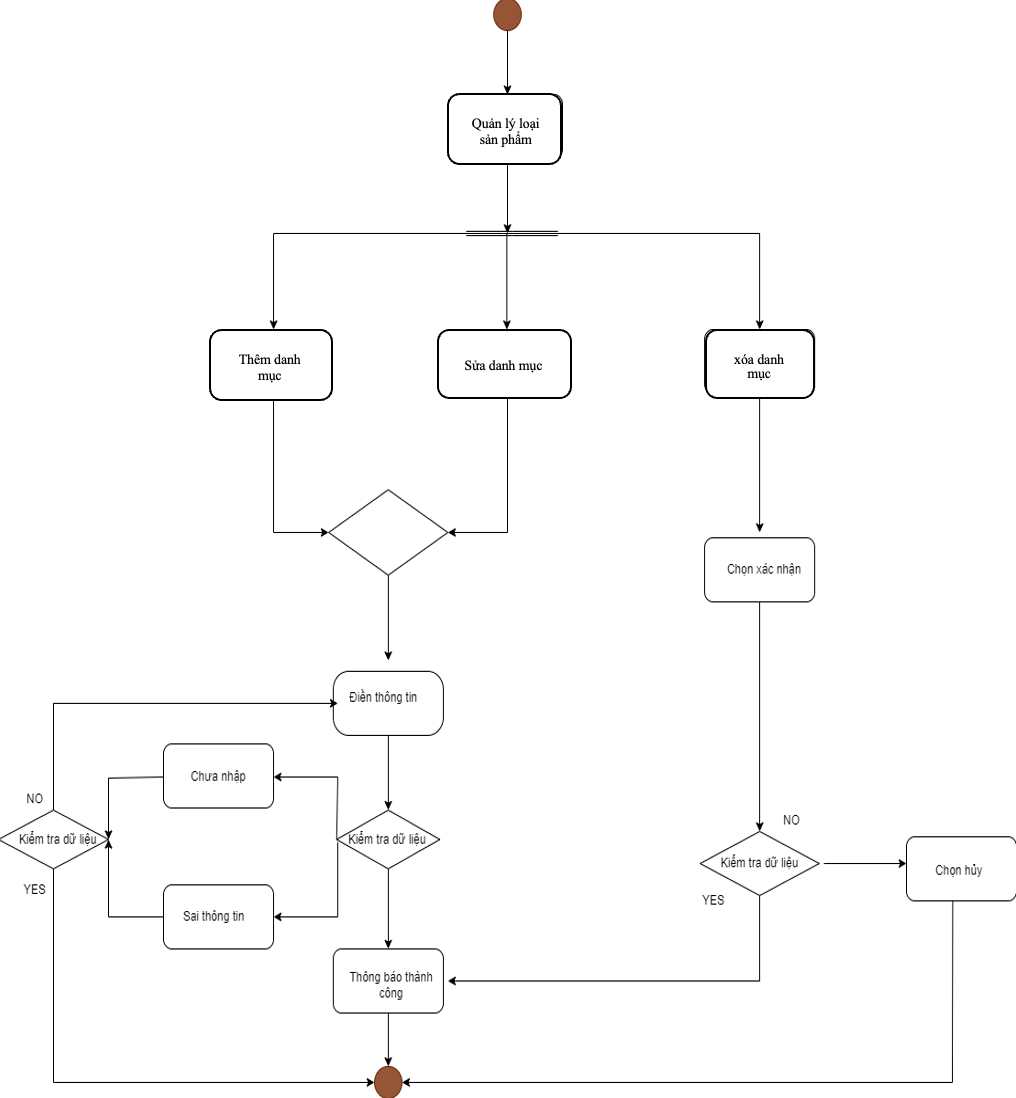 Quản lý loại
sản phẩm
Thêm danh
mục
Sửa danh mục
xóa danh
mục
Chọn xác nhận
Điền thông tin
Chưa nhập
NO
Kiểm tra dữ liệu
Kiểm tra dữ liệu
NO
Kiểm tra dữ liệu
Chọn hủy
YES
YES
Sai thông tin
Thông báo thành
công